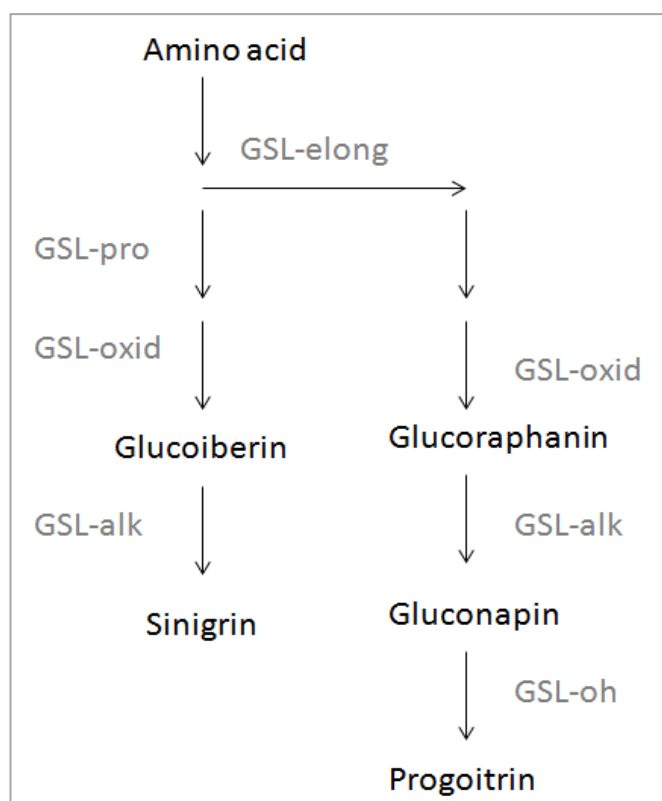 Amino acid
GSL-elong
GSL-pro
GSL-oxid
GSL-oxid
Glucoiberin
Glucoraphanin
GSL-alk
GSL-alk
Sinigrin
Gluconapin
GSL-oh
Progoitrin